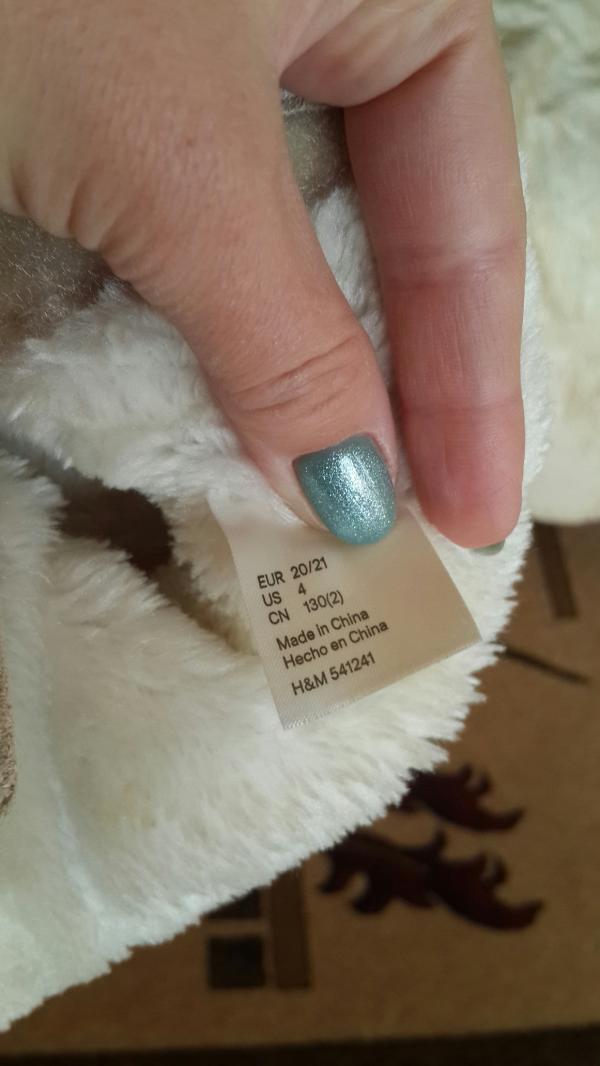 EUR 20/21
US 4
CN 130(2)
Made in China
Hecho en China
H&M 541241